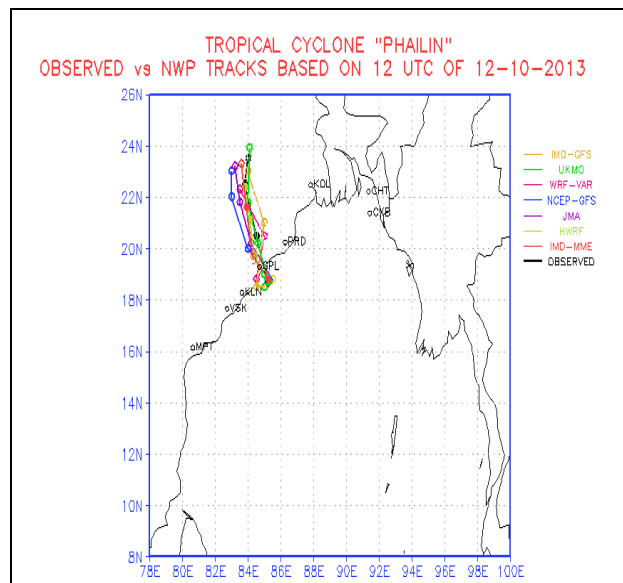 TROPICAL CYCLONE "PHAILIN"
OBSERVED vs NWP TRACKS BASED ON 12 UTC OF 12-10-2013
26N
24N
22N
20N
18N
16N
14N
12N
10N
8N
78E 80E 82E 84E 86E 88E 90E 92E 94E 96E 98E 100E
KOL
CHT
CXB
PRD
GPL
KLN
VSK
MPT
IMD-GFS
UKMO
WRF-VAR
NCEP-GFS
JMA
HWRF
IMD-MME
OBSERVED